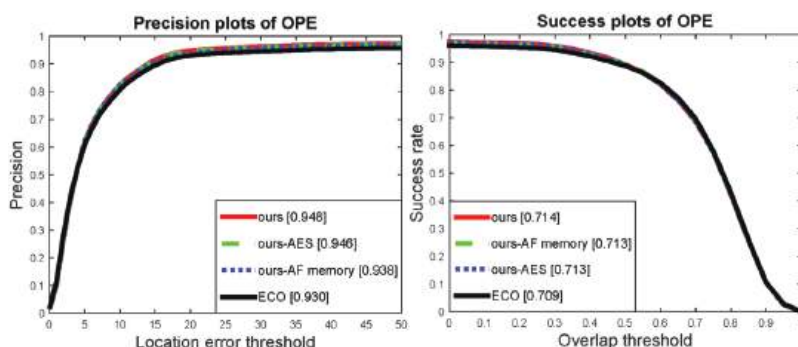 Precision plots of OPE
1
0.9
0.8
0.7
0.6
0.5
0.4
0.3
0.2
0.1
0
Precision
0 5 10 15 20 25 30 35 40 45 50
Location error threshold
ours [0.948]
ours-AES [0.946]
ours-AF memory [0.938]
ECO [0.930]
Success plots of OPE
1
0.9
0.8
0.7
0.6
0.5
0.4
0.3
0.2
0.1
0
Success rate
0 0.1 0.2 0.3 0.4 0.5 0.6 0.7 0.8 0.9
Overlap threshold
ours [0.714]
ours-AF memory [0.713]
ours-AES [0.713]
ECO [0.709]